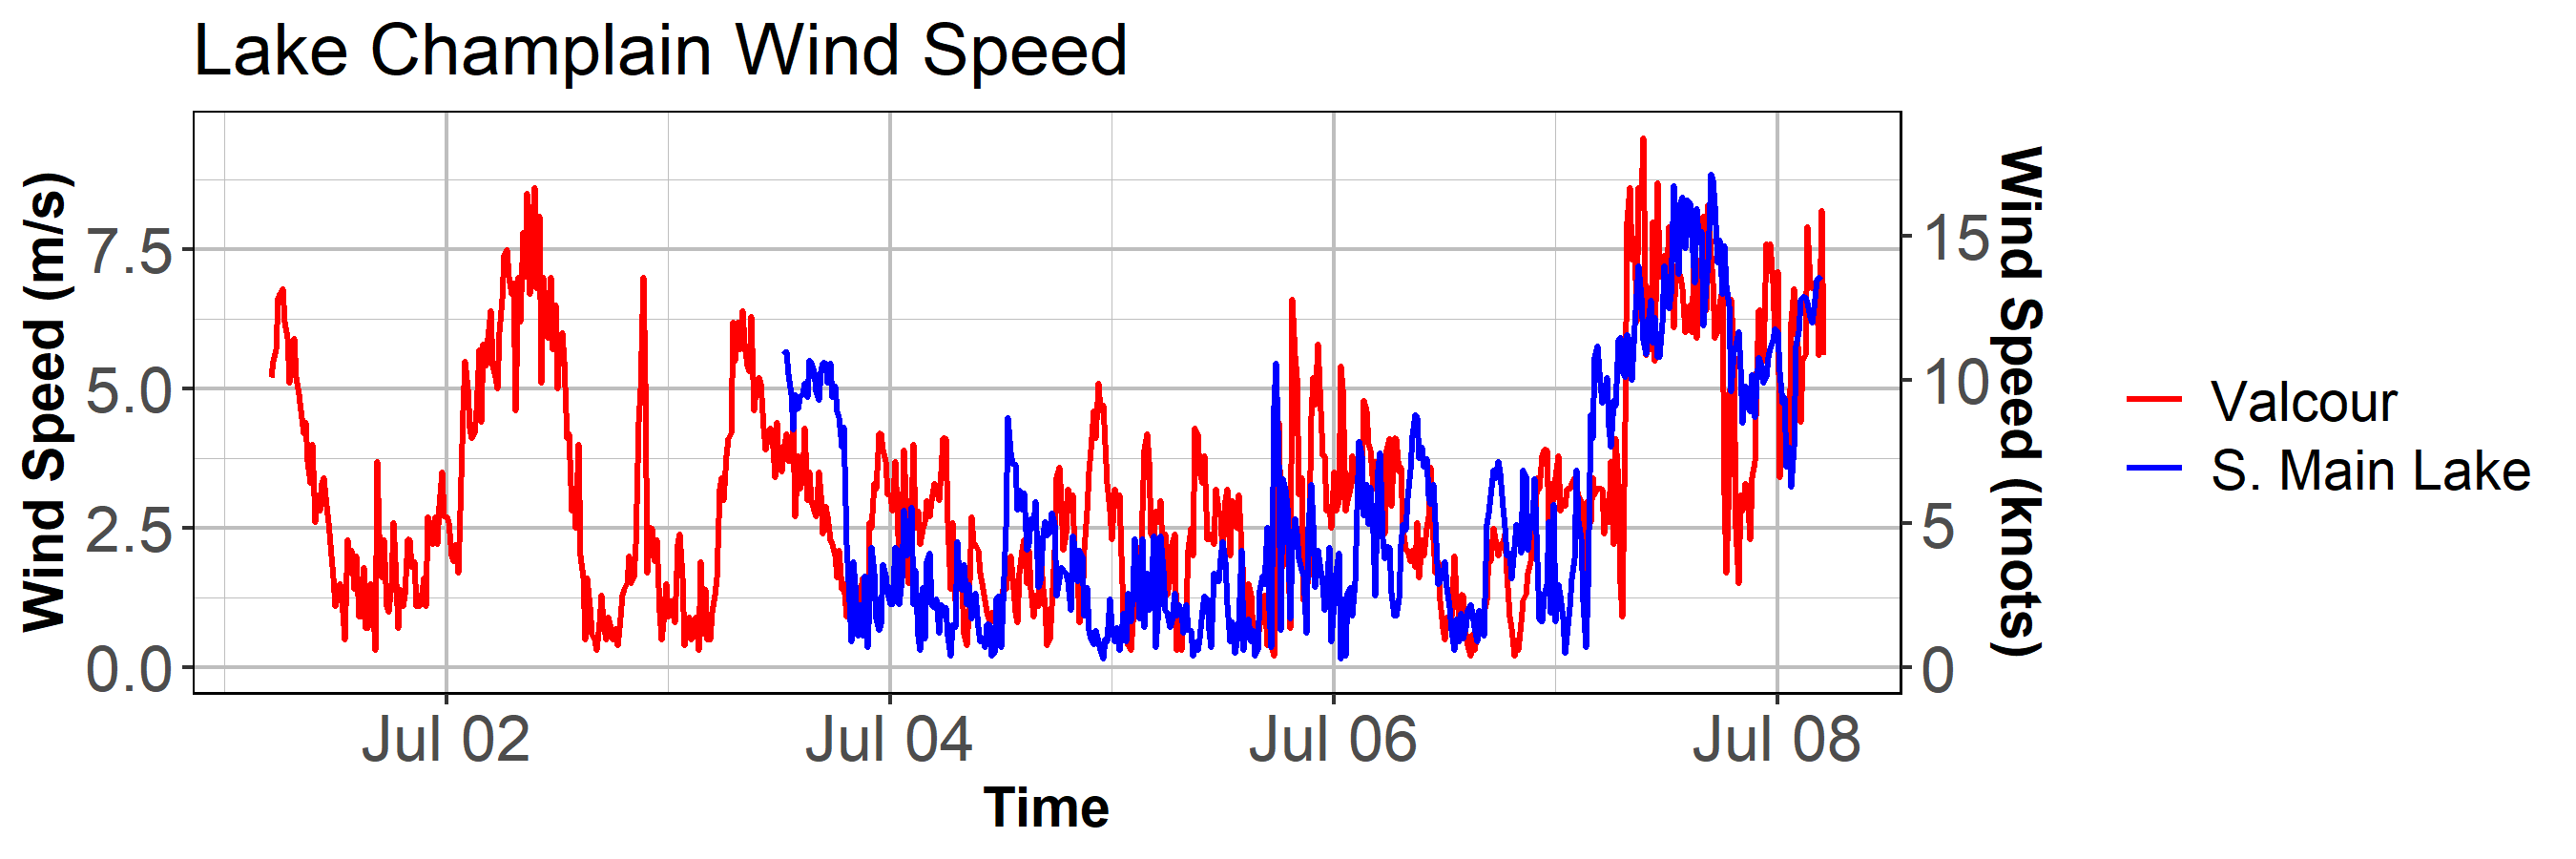 Lake Champlain Wind Speed
Wind Speed (m/s)
7.5
5.0
2.5
0.0
Wind Speed (knots)
15
10
5
0
Jul 02
Jul 04
Jul 06
Jul 08
Time
Valcour
S. Main Lake